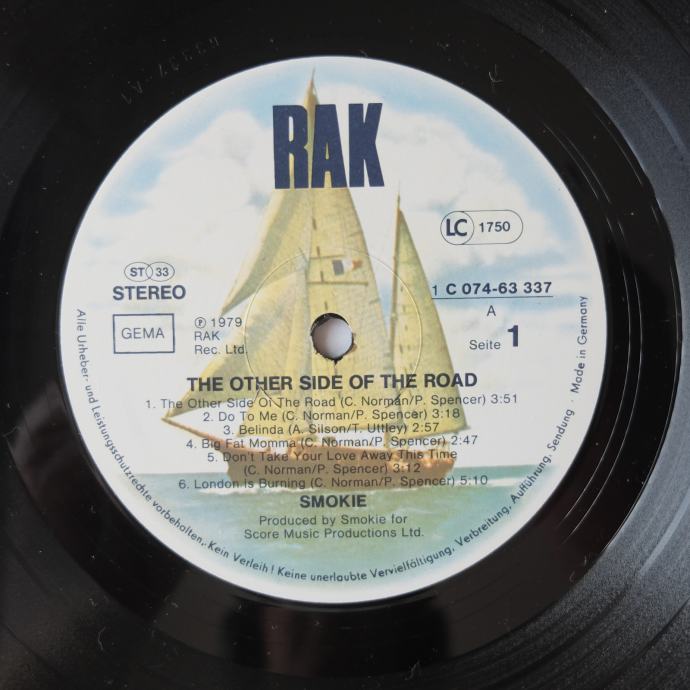 RAK
LC 1750
ST 33
STEREO
1 C 074-63 337
A
Seite 1
GEMA
℗ 1979
RAK
Rec. Ltd.
THE OTHER SIDE OF THE ROAD
1. The Other Side Of The Road (C. Norman/P. Spencer) 3:51
2. Do To Me (C. Norman/P. Spencer) 3:18
3. Belinda (A. Silson/T. Uttley) 2:57
4. Big Fat Momma (C. Norman/P. Spencer) 2:47
5. Don't Take Your Love Away This Time
(C. Norman/P. Spencer) 3:12
6. London Is Burning (C. Norman/P. Spencer) 5:10
SMOKIE
Produced by Smokie for
Score Music Productions Ltd.
Alle Urheber- und Leistungsschutzrechte vorbehalten. Kein Verleih! Keine unerlaubte Vervielfältigung, Verbreitung, Aufführung, Sendung · Made in Germany